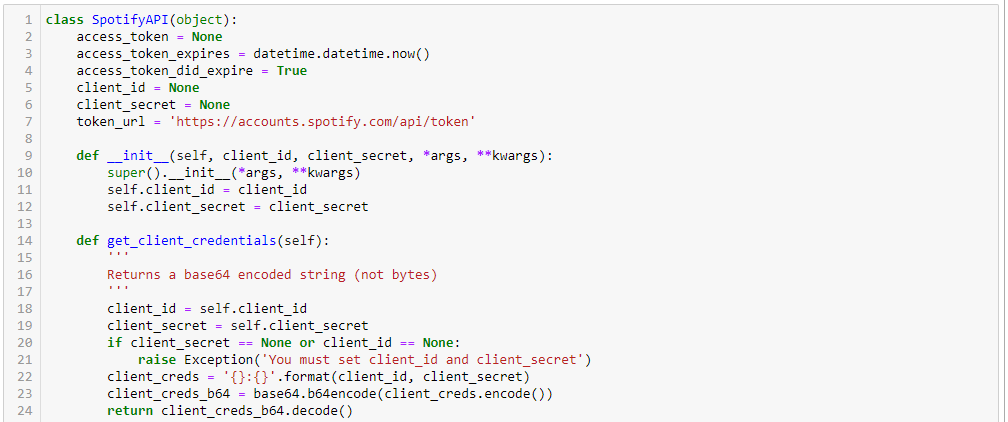 1 class SpotifyAPI(object):
2     access_token = None
3     access_token_expires = datetime.datetime.now()
4     access_token_did_expire = True
5     client_id = None
6     client_secret = None
7     token_url = 'https://accounts.spotify.com/api/token'
8
9     def __init__(self, client_id, client_secret, *args, **kwargs):
10         super().__init__(*args, **kwargs)
11         self.client_id = client_id
12         self.client_secret = client_secret
13
14     def get_client_credentials(self):
15         '''
16         Returns a base64 encoded string (not bytes)
17         '''
18         client_id = self.client_id
19         client_secret = self.client_secret
20         if client_secret == None or client_id == None:
21             raise Exception('You must set client_id and client_secret')
22         client_creds = '{}:{}'.format(client_id, client_secret)
23         client_creds_b64 = base64.b64encode(client_creds.encode())
24         return client_creds_b64.decode()